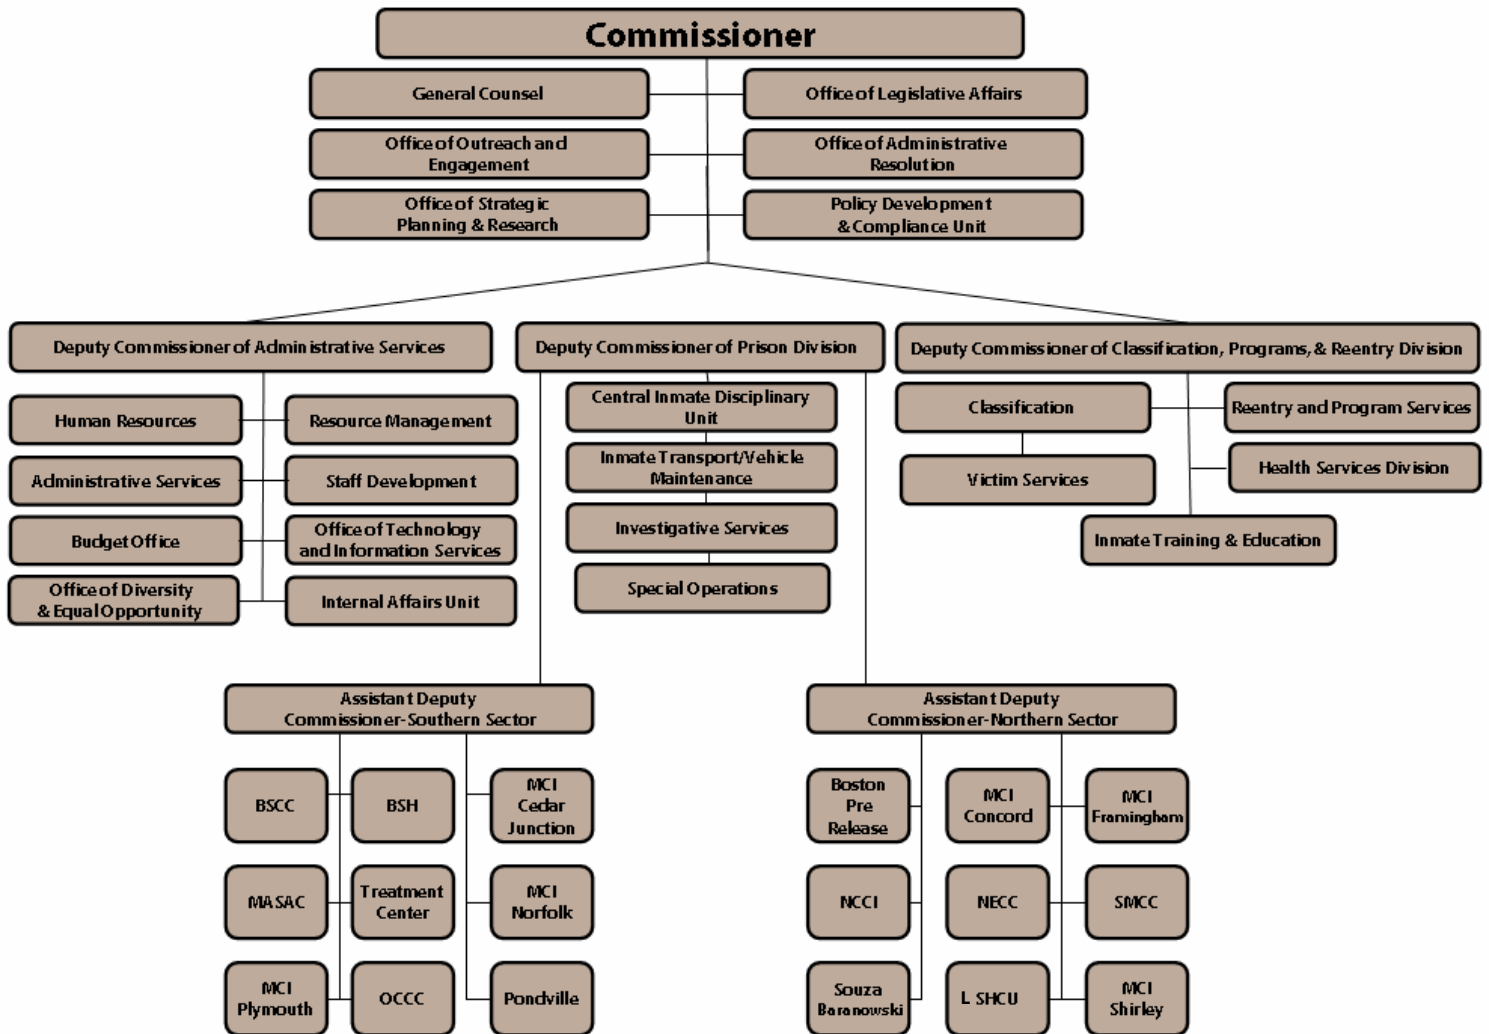 Commissioner
General Counsel
Office of Legislative Affairs
Office of Outreach and
Engagement
Office of Administrative
Resolution
Office of Strategic
Planning & Research
Policy Development
& Compliance Unit
Deputy Commissioner of Administrative Services
Deputy Commissioner of Prison Division
Deputy Commissioner of Classification, Programs, & Reentry Division
Human Resources
Resource Management
Administrative Services
Staff Development
Budget Office
Office of Technology
and Information Services
Office of Diversity
& Equal Opportunity
Internal Affairs Unit
Central Inmate Disciplinary
Unit
Inmate Transport/Vehicle
Maintenance
Investigative Services
Special Operations
Classification
Reentry and Program Services
Victim Services
Health Services Division
Inmate Training & Education
Assistant Deputy
Commissioner-Southern Sector
BSCC
BSH
MCI
Cedar
Junction
MASAC
Treatment
Center
MCI
Norfolk
MCI
Plymouth
OCCC
Pondville
Assistant Deputy
Commissioner-Northern Sector
Boston
Pre
Release
MCI
Concord
MCI
Framingham
NCCI
NECC
SMCC
Souza
Baranowski
L SHCU
MCI
Shirley